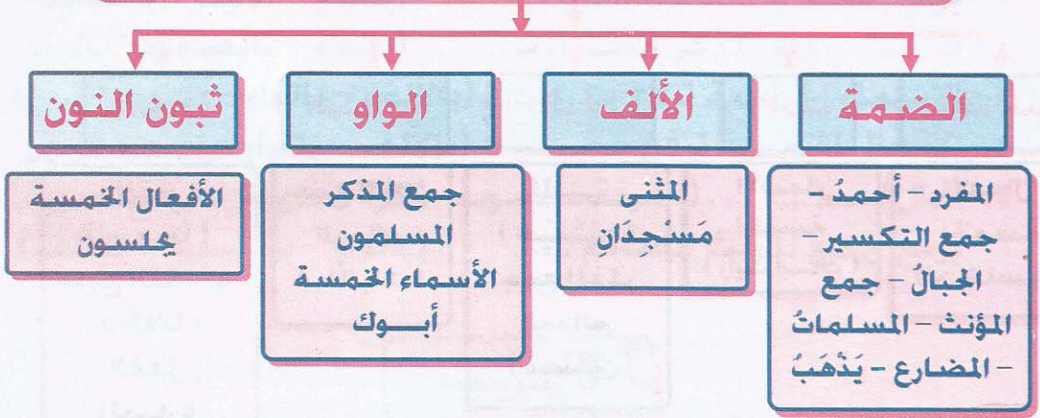 الضمة
الألف
الواو
ثبون النون
المفرد - أحمدُ -
جمع التكسير -
الجبالُ - جمع
المؤنث - المسلماتُ
- المضارع - يَذْهَبُ
المثنى
مَسْجِدَانِ
جمع المذكر
المسلمون
الأسماء الخمسة
أبـــوك
الأفعال الخمسة
يجلسون